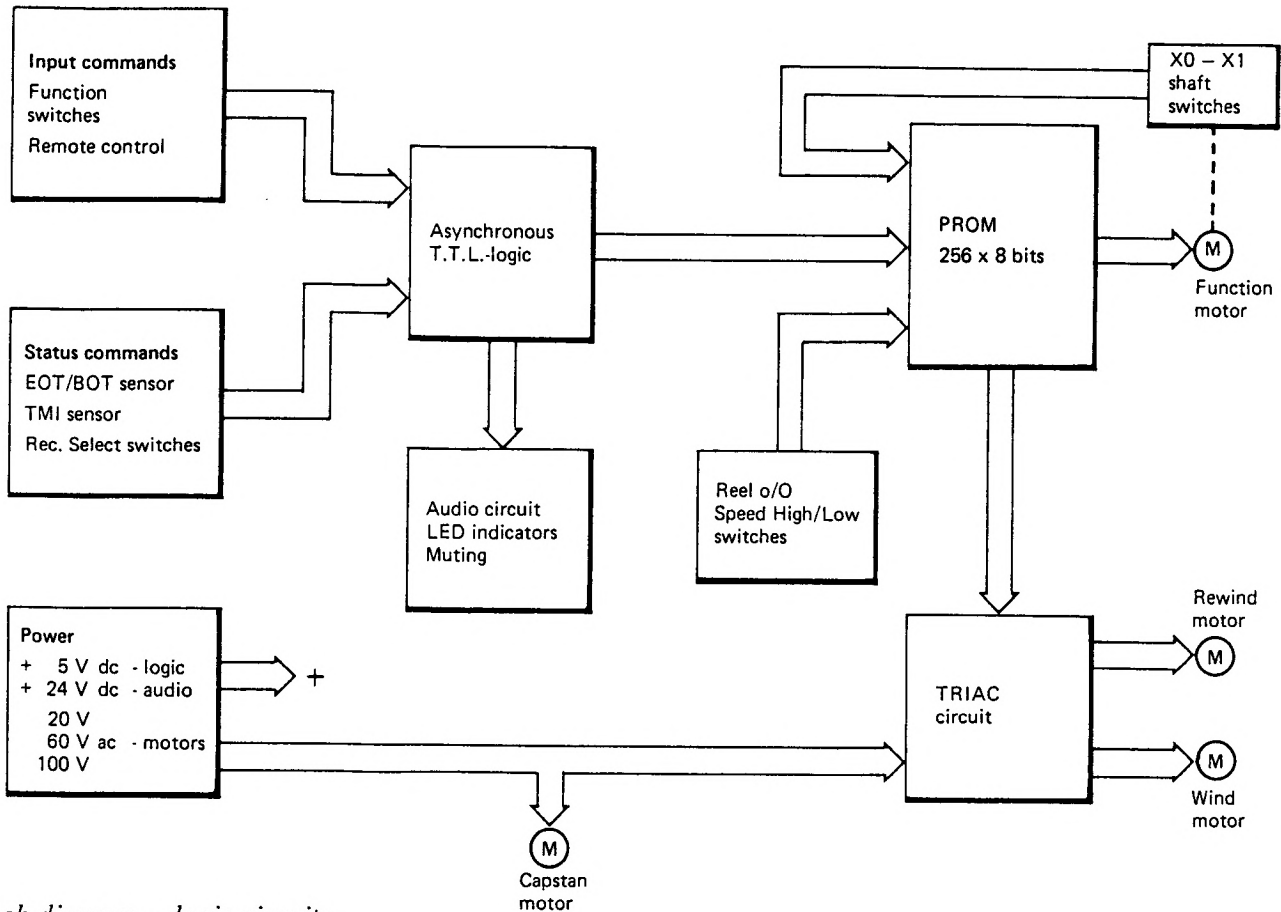 Input commands
Function
switches
Remote control
X0 – X1
shaft
switches
Asynchronous
T.T.L.-logic
PROM
256 x 8 bits
M
Function
motor
Status commands
EOT/BOT sensor
TMI sensor
Rec. Select switches
Audio circuit
LED indicators
Muting
Reel o/O
Speed High/Low
switches
Power
+ 5 V dc - logic
+ 24 V dc - audio
20 V
60 V ac - motors
100 V
+
TRIAC
circuit
Rewind
motor
M
M
Wind
motor
M
Capstan
motor
diagram logic circuit